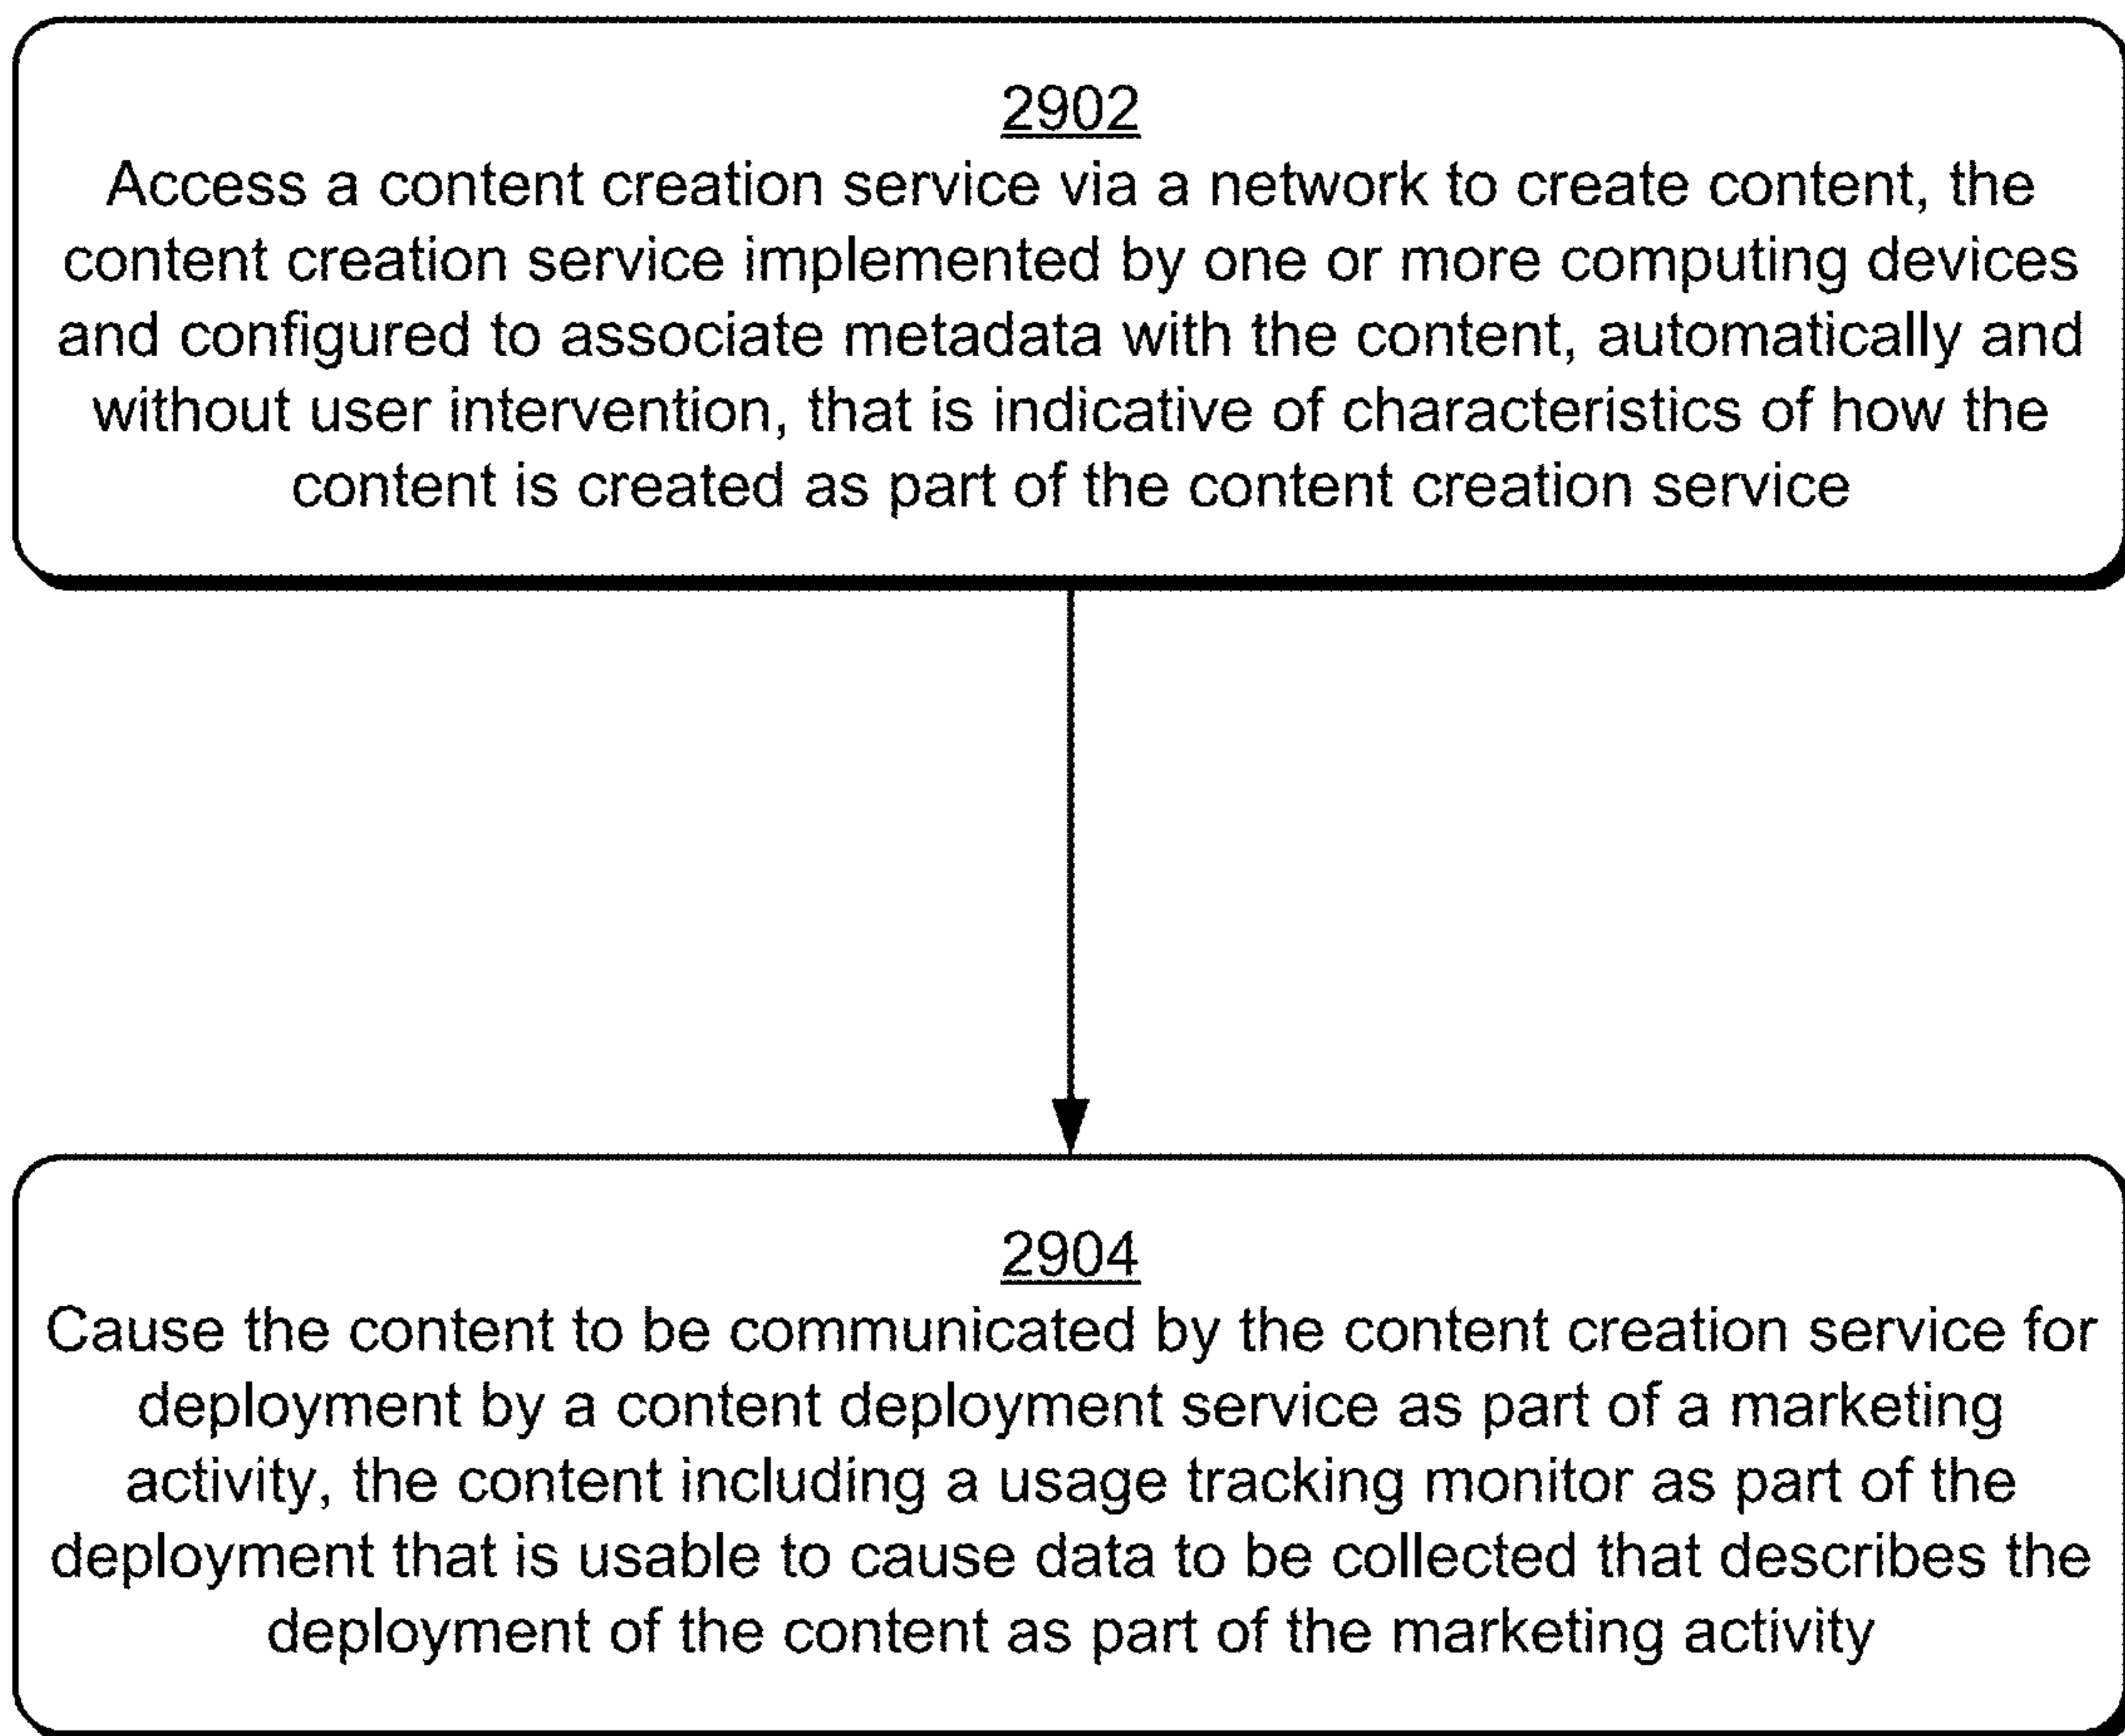 2902
Access a content creation service via a network to create content, the
content creation service implemented by one or more computing devices
and configured to associate metadata with the content, automatically and
without user intervention, that is indicative of characteristics of how the
content is created as part of the content creation service
2904
Cause the content to be communicated by the content creation service for
deployment by a content deployment service as part of a marketing
activity, the content including a usage tracking monitor as part of the
deployment that is usable to cause data to be collected that describes the
deployment of the content as part of the marketing activity